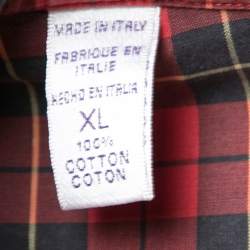 MADE IN ITALY
FABRIQUE EN
ITALIE
HECHO EN ITALIA
XL
100%
COTTON
COTON